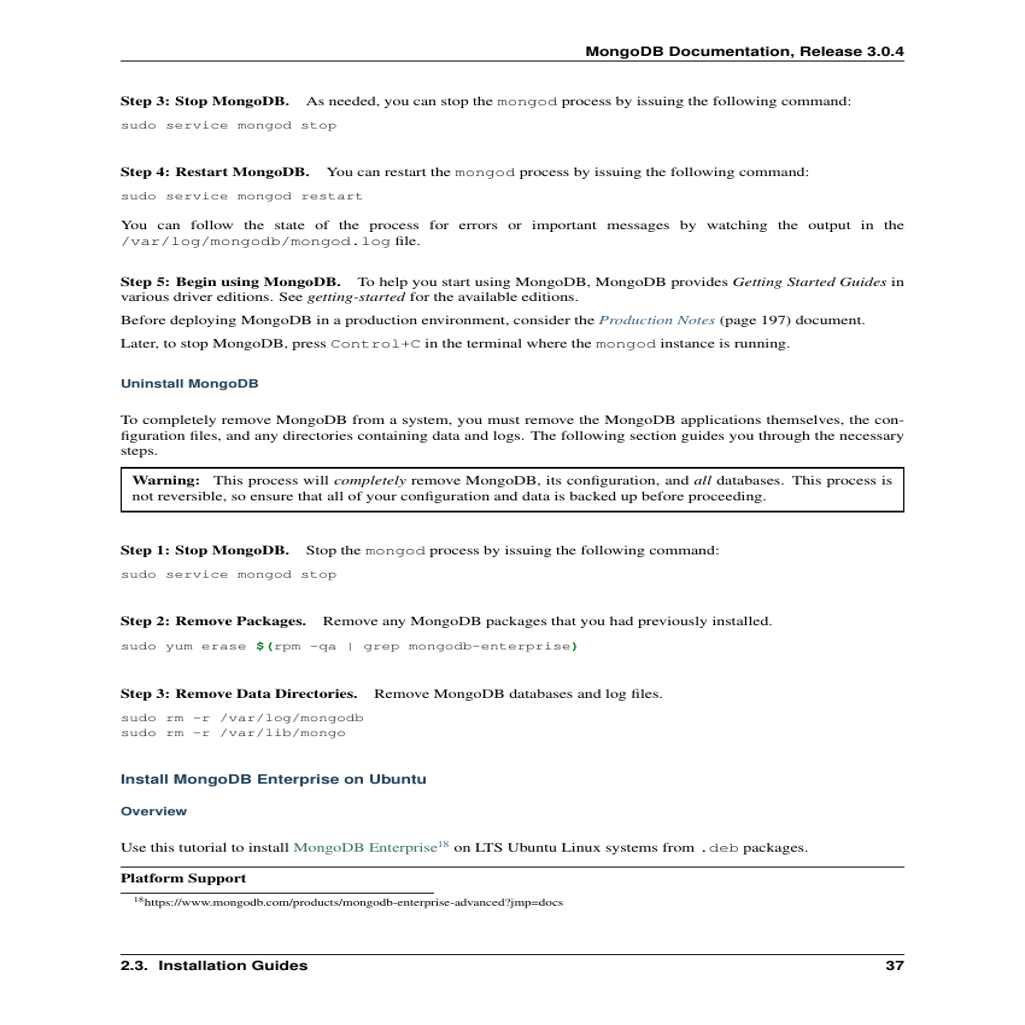 MongoDB Documentation, Release 3.0.4
Step 3: Stop MongoDB. As needed, you can stop the mongod process by issuing the following command:
sudo service mongod stop
Step 4: Restart MongoDB. You can restart the mongod process by issuing the following command:
sudo service mongod restart
You can follow the state of the process for errors or important messages by watching the output in the
/var/log/mongodb/mongod.log file.
Step 5: Begin using MongoDB. To help you start using MongoDB, MongoDB provides Getting Started Guides in
various driver editions. See getting-started for the available editions.
Before deploying MongoDB in a production environment, consider the Production Notes (page 197) document.
Later, to stop MongoDB, press Control+C in the terminal where the mongod instance is running.
Uninstall MongoDB
To completely remove MongoDB from a system, you must remove the MongoDB applications themselves, the con-
figuration files, and any directories containing data and logs. The following section guides you through the necessary
steps.
Warning: This process will completely remove MongoDB, its configuration, and all databases. This process is
not reversible, so ensure that all of your configuration and data is backed up before proceeding.
Step 1: Stop MongoDB. Stop the mongod process by issuing the following command:
sudo service mongod stop
Step 2: Remove Packages. Remove any MongoDB packages that you had previously installed.
sudo yum erase $(rpm -qa | grep mongodb-enterprise)
Step 3: Remove Data Directories. Remove MongoDB databases and log files.
sudo rm -r /var/log/mongodb
sudo rm -r /var/lib/mongo
Install MongoDB Enterprise on Ubuntu
Overview
Use this tutorial to install MongoDB Enterprise18 on LTS Ubuntu Linux systems from .deb packages.
Platform Support
18https://www.mongodb.com/products/mongodb-enterprise-advanced?jmp=docs
2.3. Installation Guides 37